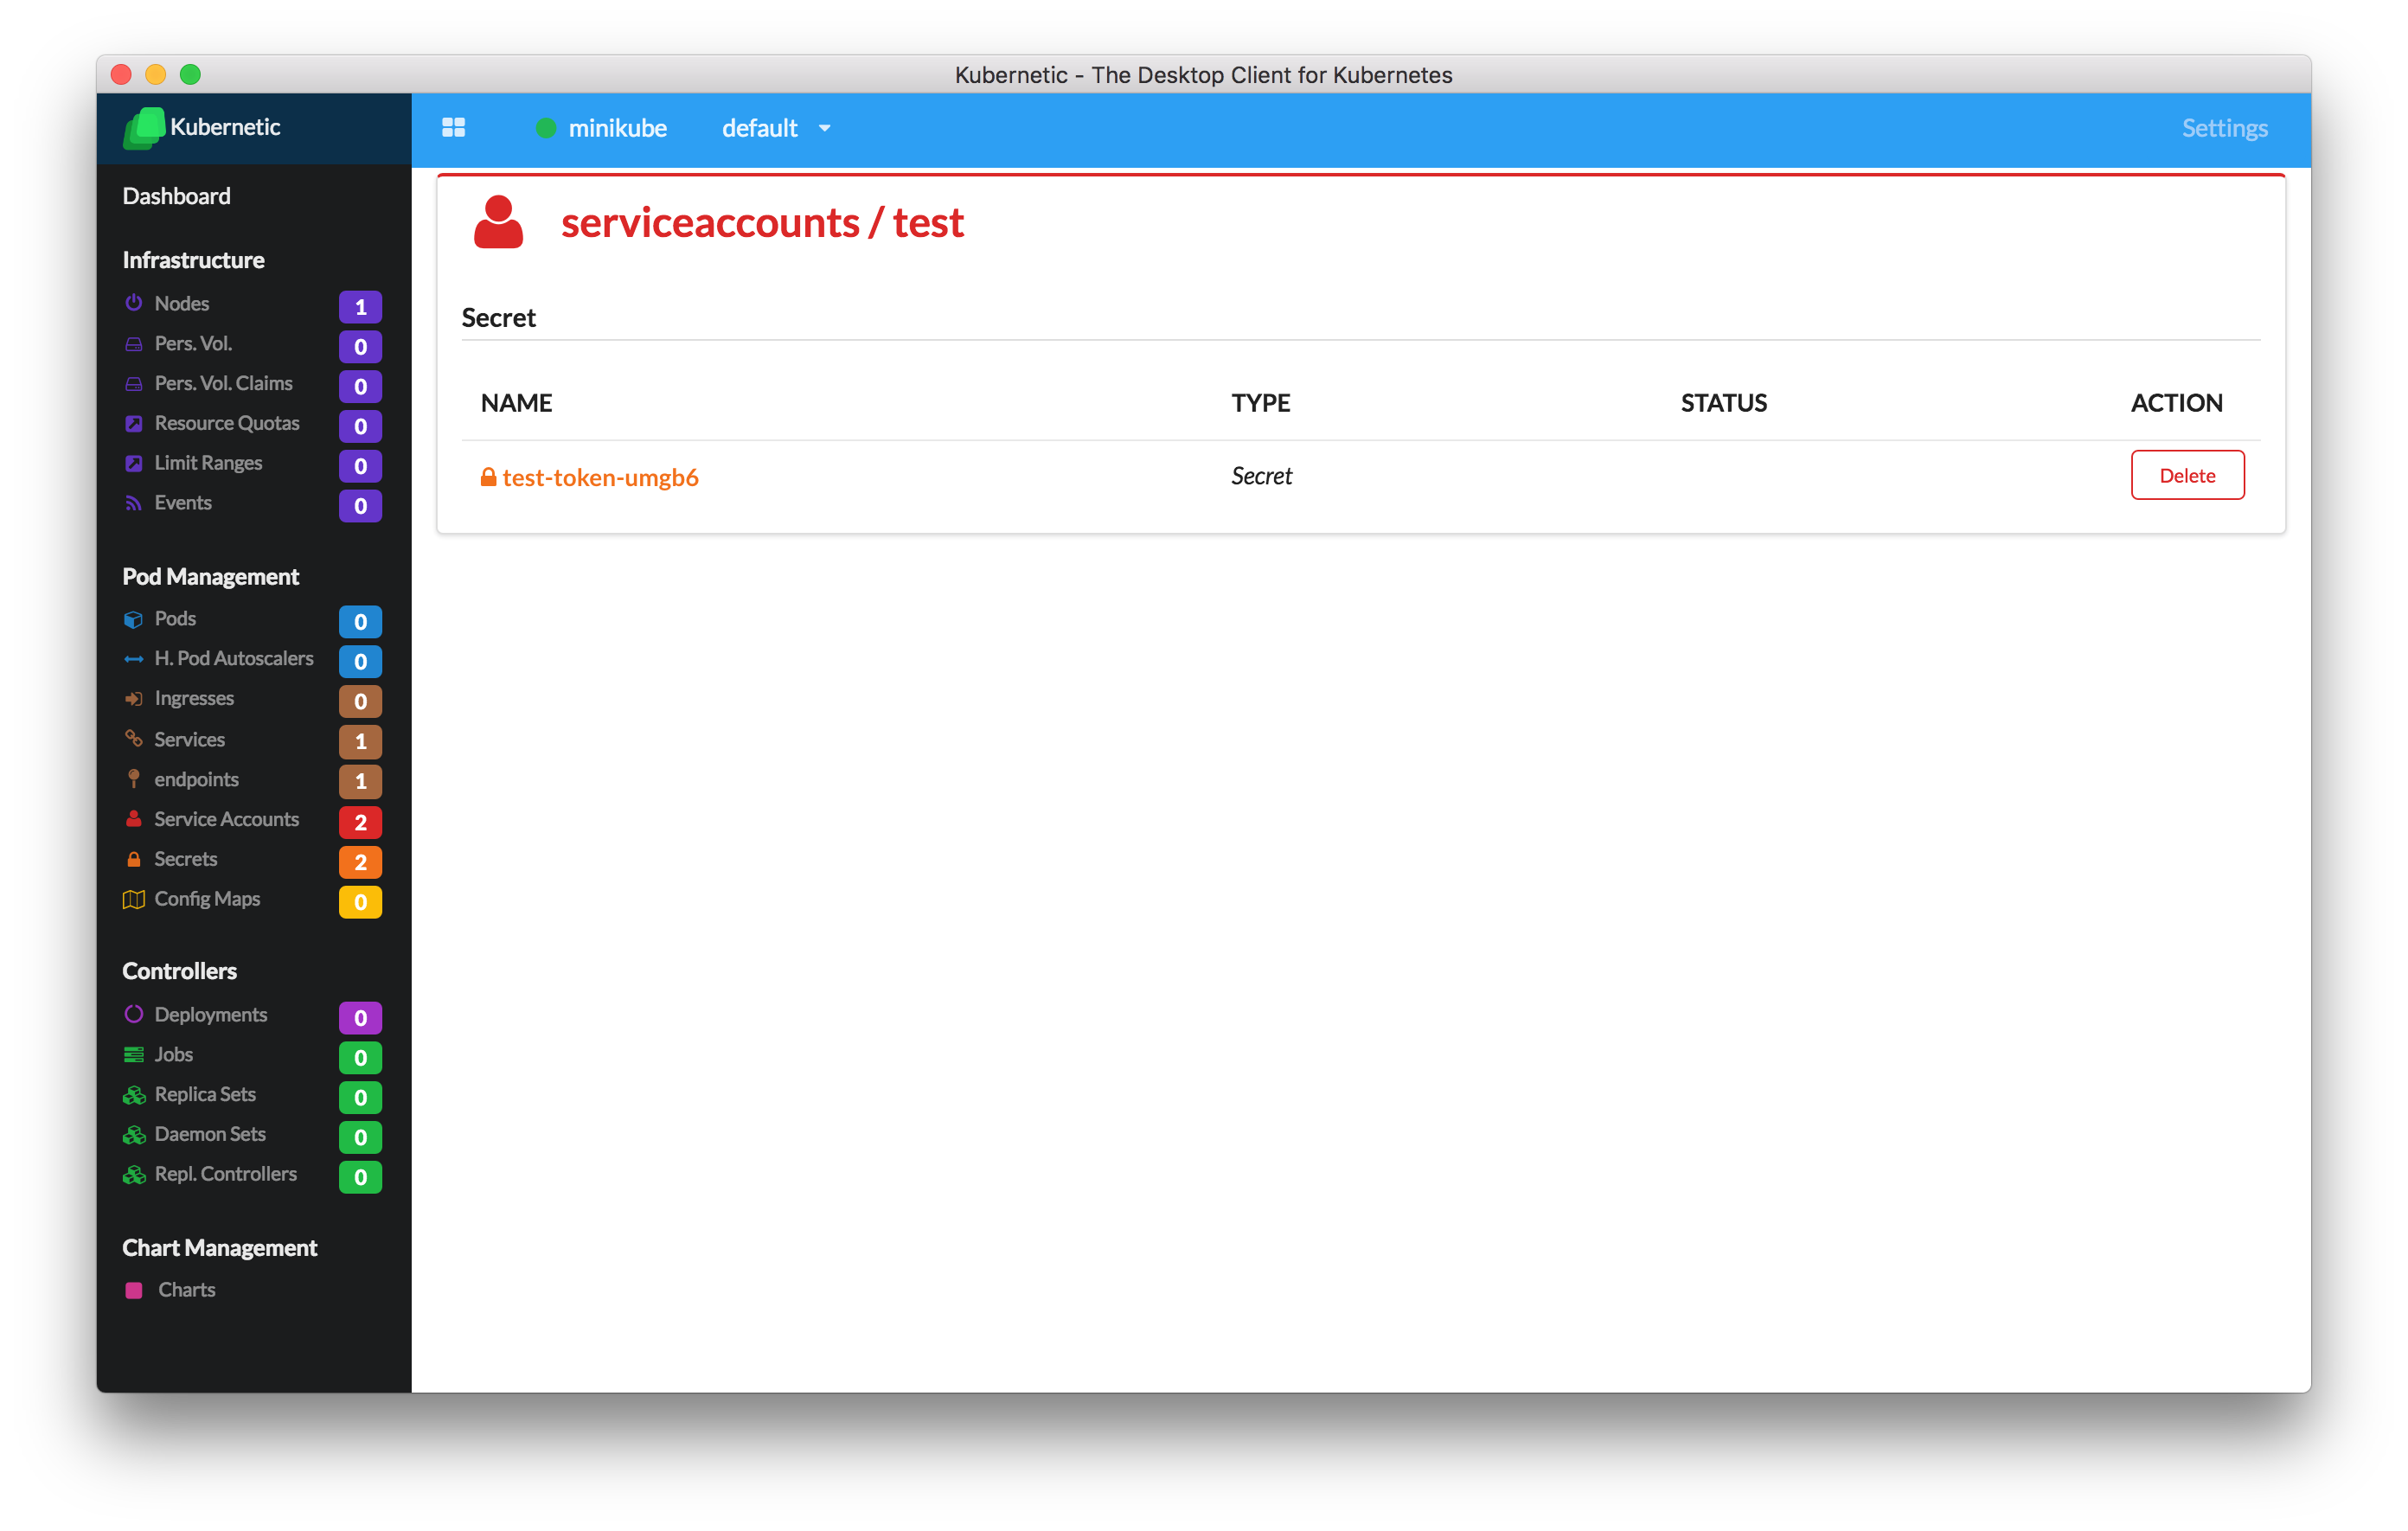 Kubernetic - The Desktop Client for Kubernetes
Kubernetic
minikube
default
Settings
Dashboard
Infrastructure
Nodes 1
Pers. Vol. 0
Pers. Vol. Claims 0
Resource Quotas 0
Limit Ranges 0
Events 0
Pod Management
Pods 0
H. Pod Autoscalers 0
Ingresses 0
Services 1
endpoints 1
Service Accounts 2
Secrets 2
Config Maps 0
Controllers
Deployments 0
Jobs 0
Replica Sets 0
Daemon Sets 0
Repl. Controllers 0
Chart Management
Charts
serviceaccounts / test
Secret
NAME TYPE STATUS ACTION
test-token-umgb6 Secret Delete